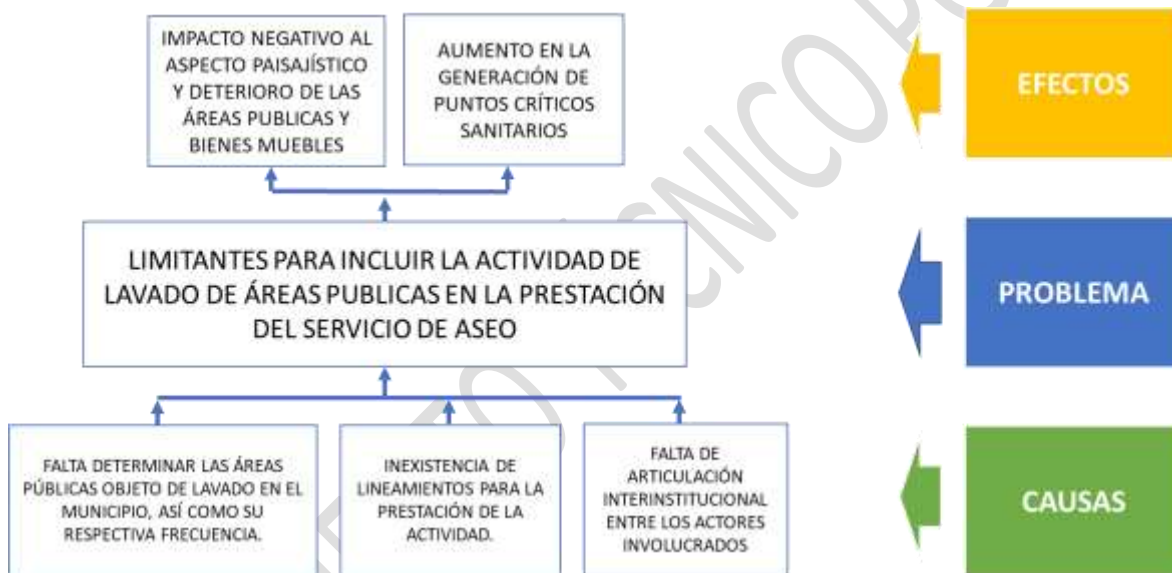 IMPACTO NEGATIVO AL
ASPECTO PAISAJÍSTICO
Y DETERIORO DE LAS
ÁREAS PUBLICAS Y
BIENES MUEBLES
AUMENTO EN LA
GENERACIÓN DE
PUNTOS CRÍTICOS
SANITARIOS
EFECTOS
LIMITANTES PARA INCLUIR LA ACTIVIDAD DE
LAVADO DE ÁREAS PUBLICAS EN LA PRESTACIÓN
DEL SERVICIO DE ASEO
PROBLEMA
FALTA DETERMINAR LAS ÁREAS
PÚBLICAS OBJETO DE LAVADO EN EL
MUNICIPIO, ASÍ COMO SU
RESPECTIVA FRECUENCIA.
INEXISTENCIA DE
LINEAMIENTOS PARA LA
PRESTACIÓN DE LA
ACTIVIDAD.
FALTA DE
ARTICULACIÓN
INTERINSTITUCIONAL
ENTRE LOS ACTORES
INVOLUCRADOS
CAUSAS